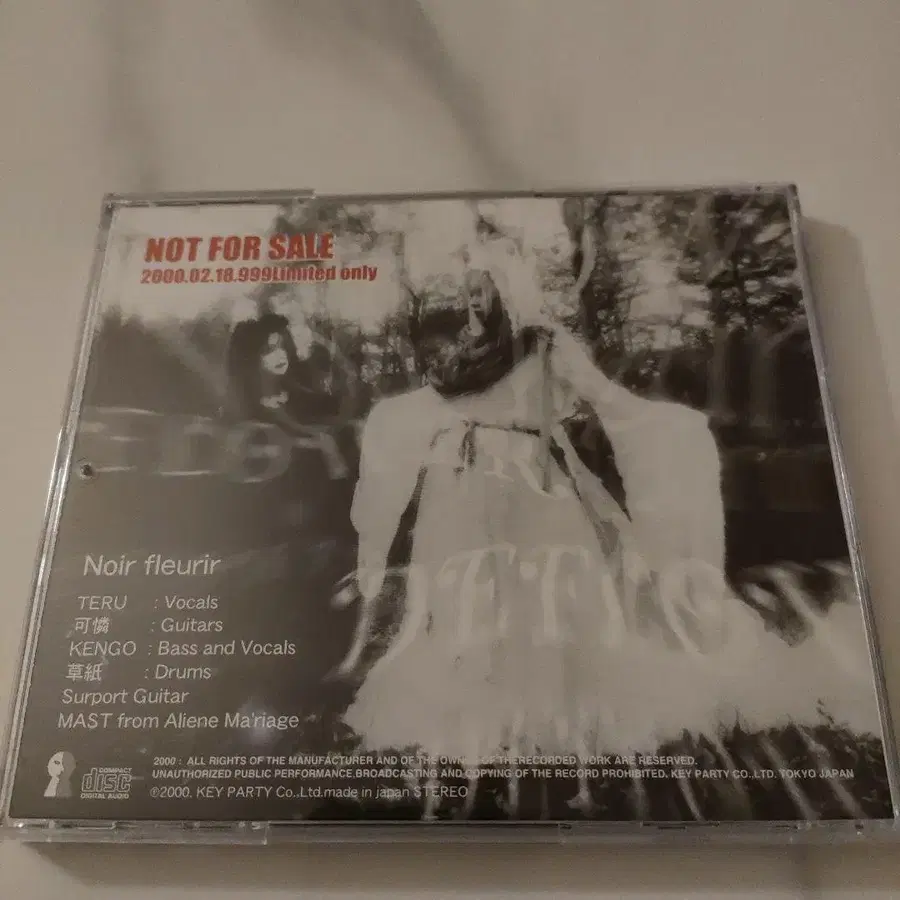 NOT FOR SALE
2000.02.18.999Limited only
Noir fleurir
TERU : Vocals
可憐 : Guitars
KENGO : Bass and Vocals
草紙 : Drums
Surport Guitar
MAST from Aliene Ma'riage
2000 : ALL RIGHTS OF THE MANUFACTURER AND OF THE OWNER OF THERECORDED WORK ARE RESERVED.
UNAUTHORIZED PUBLIC PERFORMANCE,BROADCASTING AND COPYING OF THE RECORD PROHIBITED. KEY PARTY CO.,LTD. TOKYO JAPAN
COMPACT
disc
DIGITAL AUDIO
℗2000. KEY PARTY Co.,Ltd.made in japan STEREO